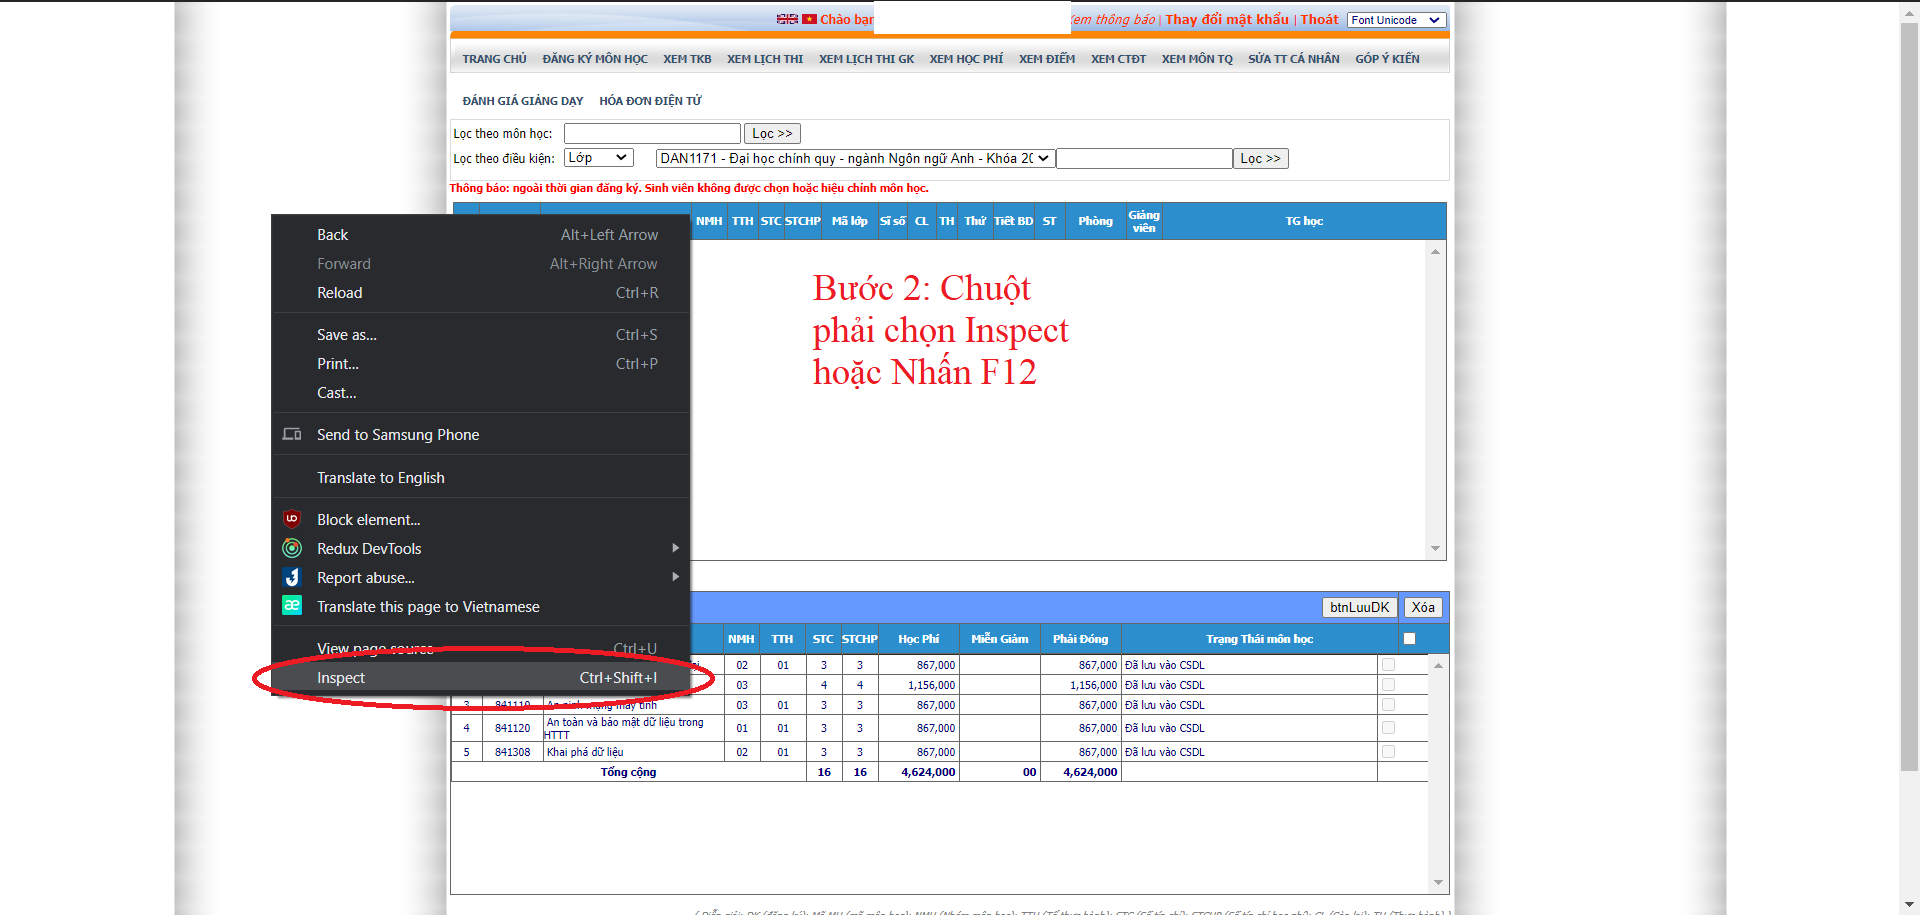 Chào bạn
Xem thông báo | Thay đổi mật khẩu | Thoát
Font Unicode
TRANG CHỦ ĐĂNG KÝ MÔN HỌC XEM TKB XEM LỊCH THI XEM LỊCH THI GK XEM HỌC PHÍ XEM ĐIỂM XEM CTĐT XEM MÔN TQ SỬA TT CÁ NHÂN GÓP Ý KIẾN
ĐÁNH GIÁ GIẢNG DẠY HÓA ĐƠN ĐIỆN TỬ
Lọc theo môn học: Lọc >>
Lọc theo điều kiện: Lớp DAN1171 - Đại học chính quy - ngành Ngôn ngữ Anh - Khóa 20 Lọc >>
Thông báo: ngoài thời gian đăng ký. Sinh viên không được chọn hoặc hiệu chỉnh môn học.
NMH TTH STC STCHP Mã lớp Sĩ số CL TH Thứ Tiết BD ST Phòng Giảng viên TG học
Back Alt+Left Arrow
Forward Alt+Right Arrow
Reload Ctrl+R
Save as... Ctrl+S
Print... Ctrl+P
Cast...
Send to Samsung Phone
Translate to English
Block element...
Redux DevTools
Report abuse...
Translate this page to Vietnamese
View page source Ctrl+U
Inspect Ctrl+Shift+I
Bước 2: Chuột
phải chọn Inspect
hoặc Nhấn F12
btnLuuDK Xóa
NMH TTH STC STCHP Học Phí Miễn Giảm Phải Đóng Trạng Thái môn học
02 01 3 3 867,000 867,000 Đã lưu vào CSDL
03 4 4 1,156,000 1,156,000 Đã lưu vào CSDL
3 841119 An ninh mạng máy tính 03 01 3 3 867,000 867,000 Đã lưu vào CSDL
4 841120 An toàn và bảo mật dữ liệu trong
HTTT 01 01 3 3 867,000 867,000 Đã lưu vào CSDL
5 841308 Khai phá dữ liệu 02 01 3 3 867,000 867,000 Đã lưu vào CSDL
Tổng cộng 16 16 4,624,000 00 4,624,000